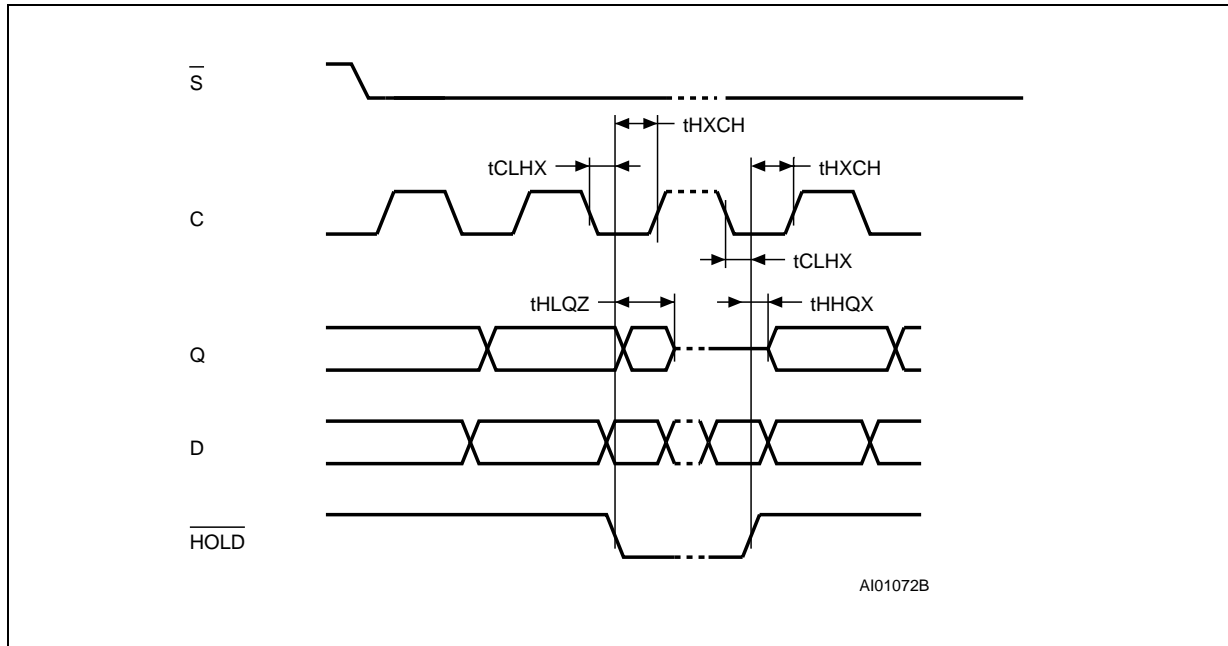 S
tHXCH
tCLHX
tHXCH
C
tCLHX
tHLQZ
tHHQX
Q
D
HOLD
AI01072B